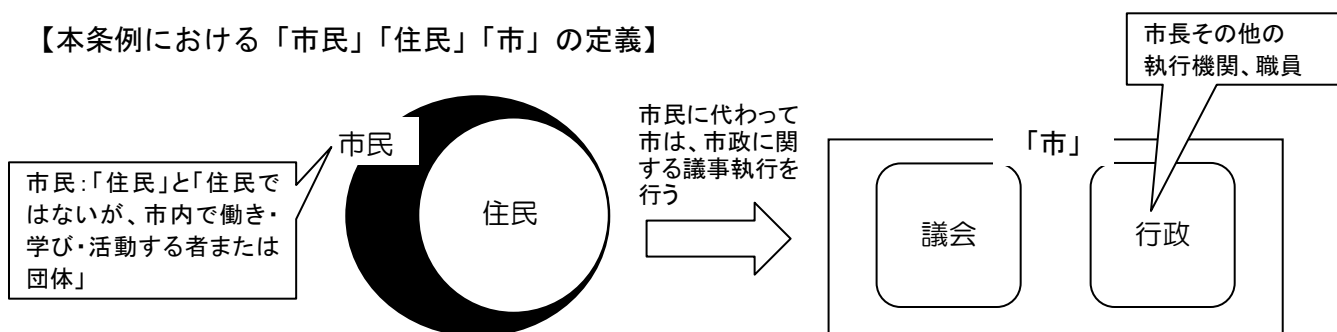 【本条例における「市民」「住民」「市」の定義】
市長その他の
執行機関、職員
市民
市民:「住民」と「住民で
はないが、市内で働き・
学び・活動する者または
団体」
住民
市民に代わって
市は、市政に関
する議事執行を
行う
「市」
議会
行政